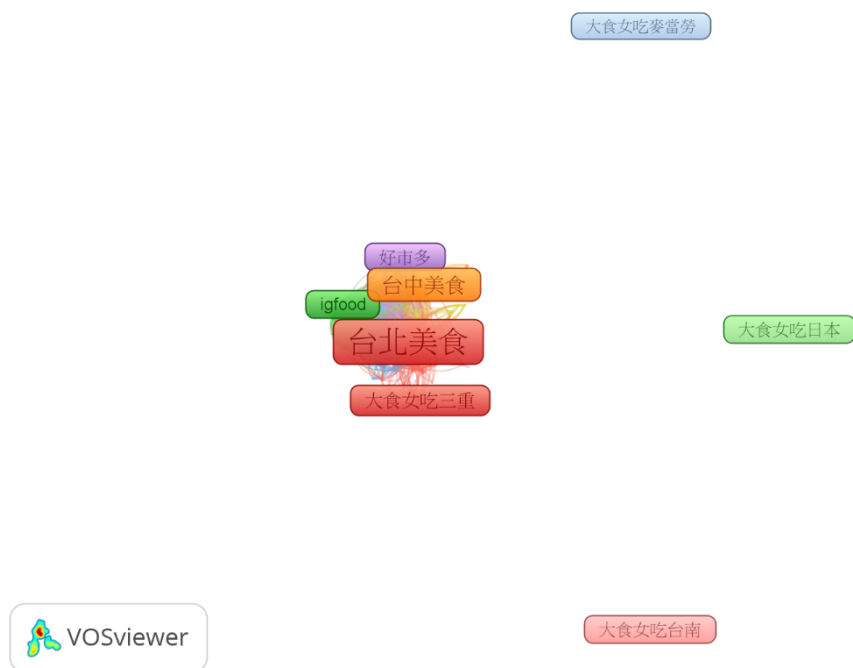 大食女吃麥當勞
好市多
台中美食
igfood
大食女吃日本
台北美食
大食女吃三重
大食女吃台南
VOSviewer